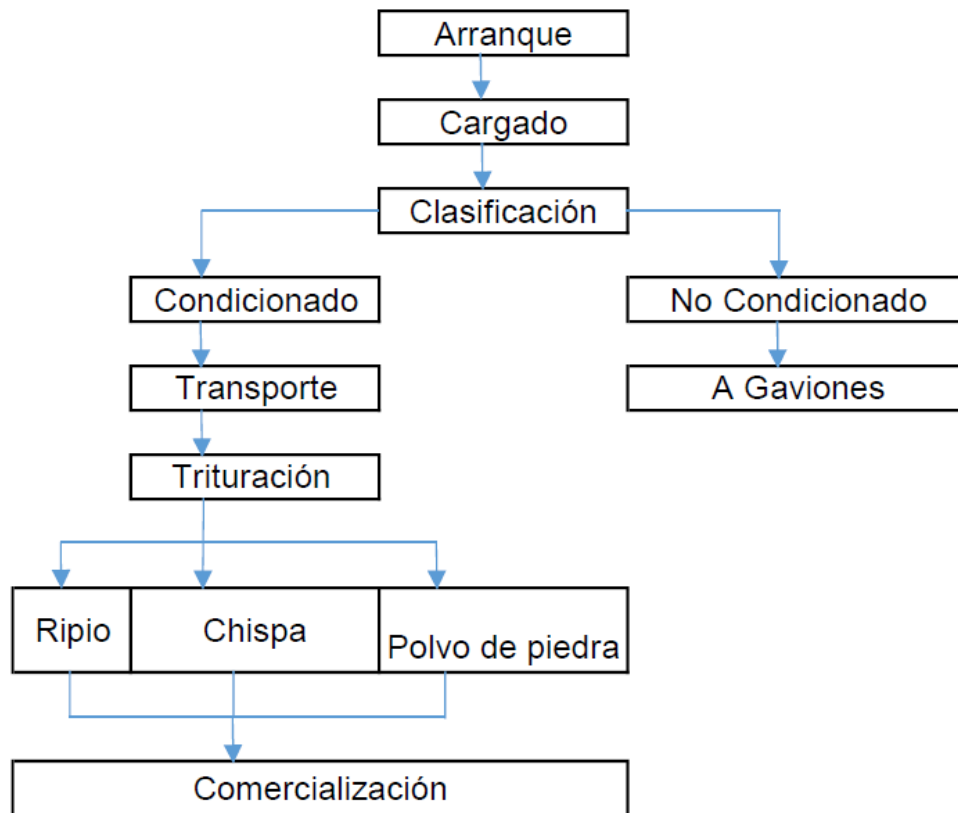 Arranque
Cargado
Clasificación
Condicionado
No Condicionado
Transporte
A Gaviones
Trituración
Ripio
Chispa
Polvo de piedra
Comercialización